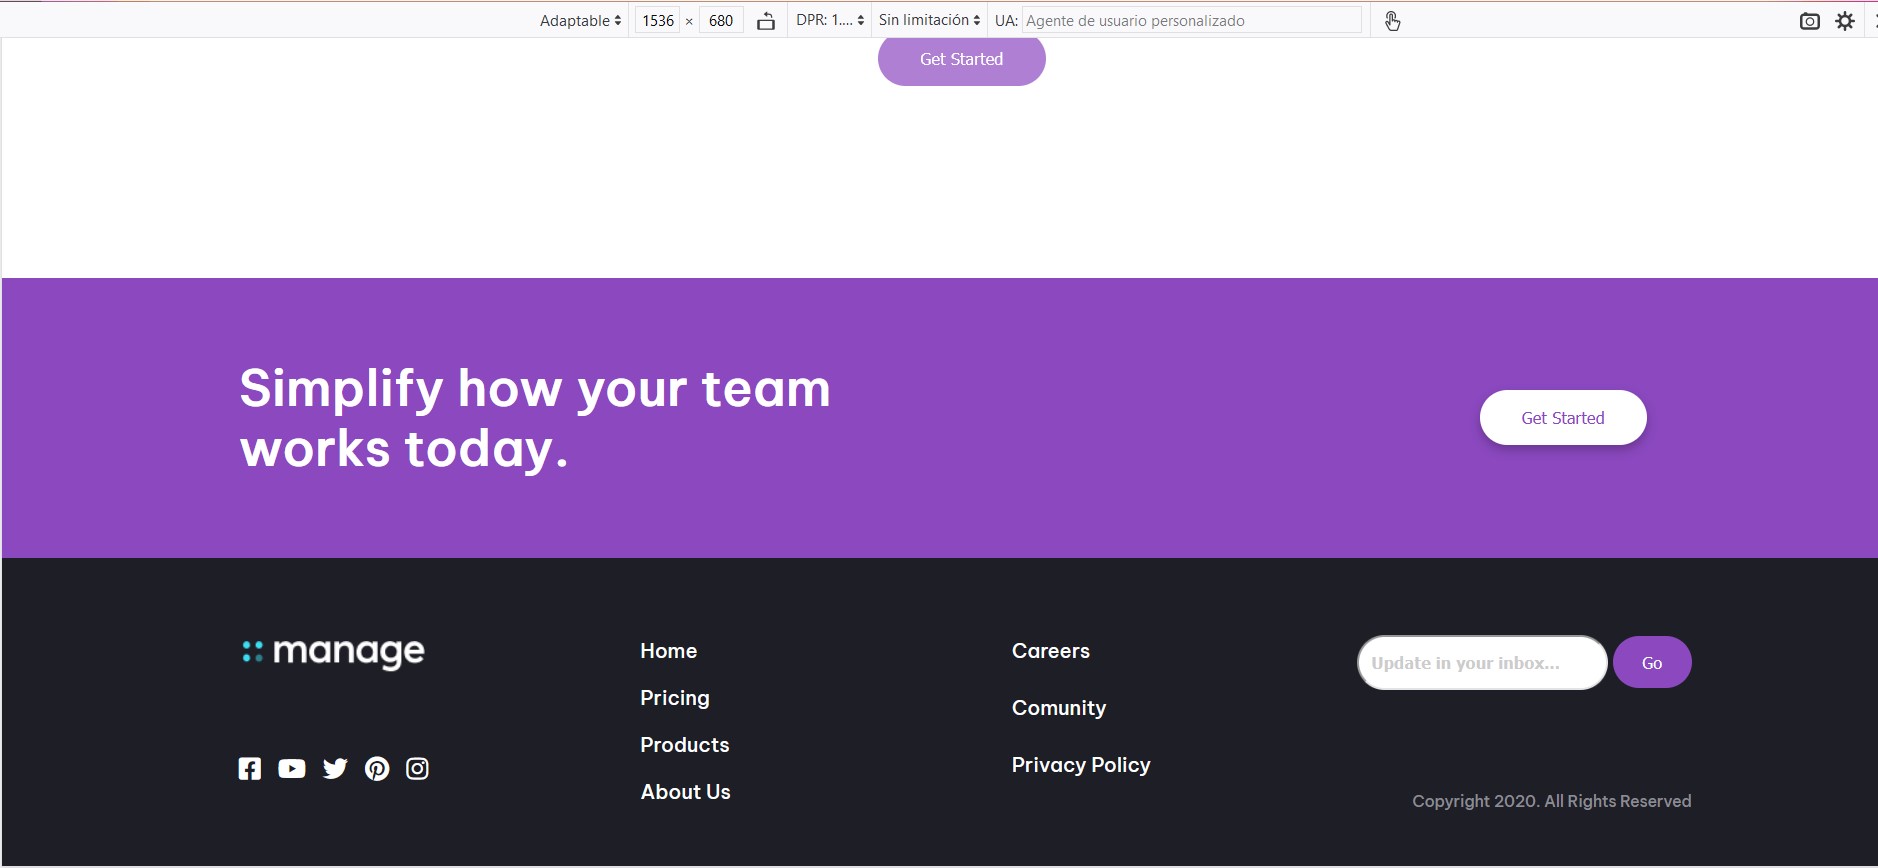 Adaptable 1536 × 680 DPR: 1.... Sin limitación UA: Agente de usuario personalizado
Get Started
Simplify how your team
works today.
Get Started
manage
Home
Pricing
Products
About Us
Careers
Comunity
Privacy Policy
Update in your inbox...
Go
Copyright 2020. All Rights Reserved